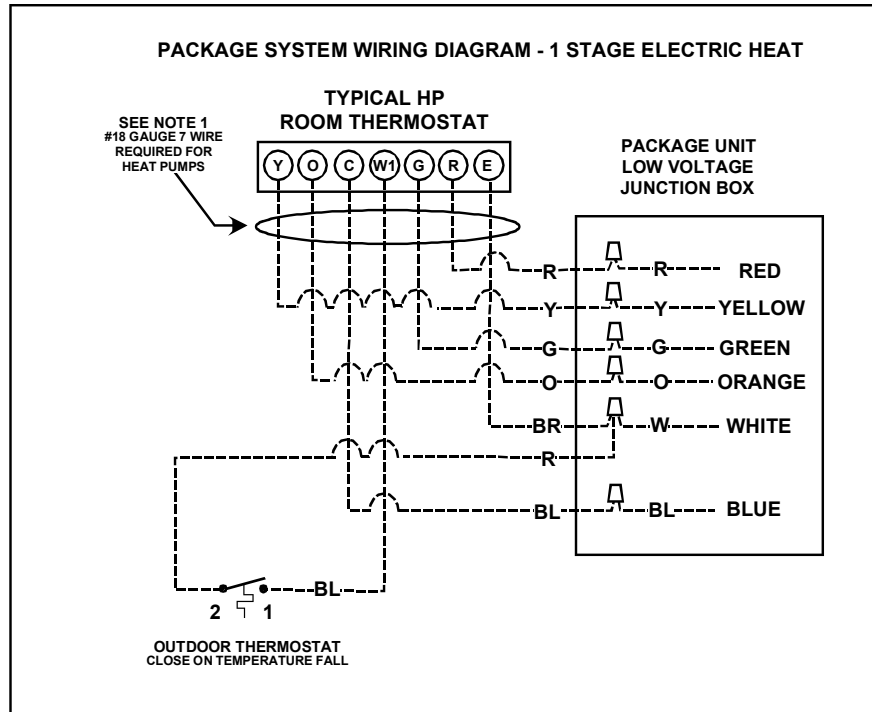 PACKAGE SYSTEM WIRING DIAGRAM - 1 STAGE ELECTRIC HEAT
TYPICAL HP
ROOM THERMOSTAT
SEE NOTE 1
#18 GAUGE 7 WIRE
REQUIRED FOR
HEAT PUMPS
Y O C W1 G R E
PACKAGE UNIT
LOW VOLTAGE
JUNCTION BOX
R R RED
Y Y YELLOW
G G GREEN
O O ORANGE
BR W WHITE
R
BL BL BLUE
BL
2 1
OUTDOOR THERMOSTAT
CLOSE ON TEMPERATURE FALL